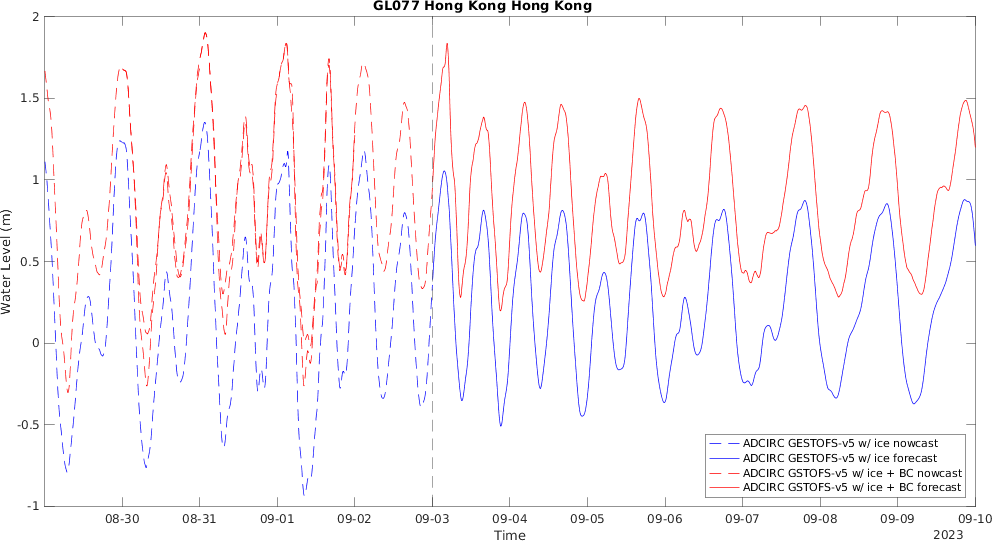 GL077 Hong Kong Hong Kong
Water Level (m)
2
1.5
1
0.5
0
-0.5
-1
08-30
08-31
09-01
09-02
09-03
09-04
09-05
09-06
09-07
09-08
09-09
09-10
Time
2023
ADCIRC GESTOFS-v5 w/ ice nowcast
ADCIRC GESTOFS-v5 w/ ice forecast
ADCIRC GSTOFS-v5 w/ ice + BC nowcast
ADCIRC GSTOFS-v5 w/ ice + BC forecast